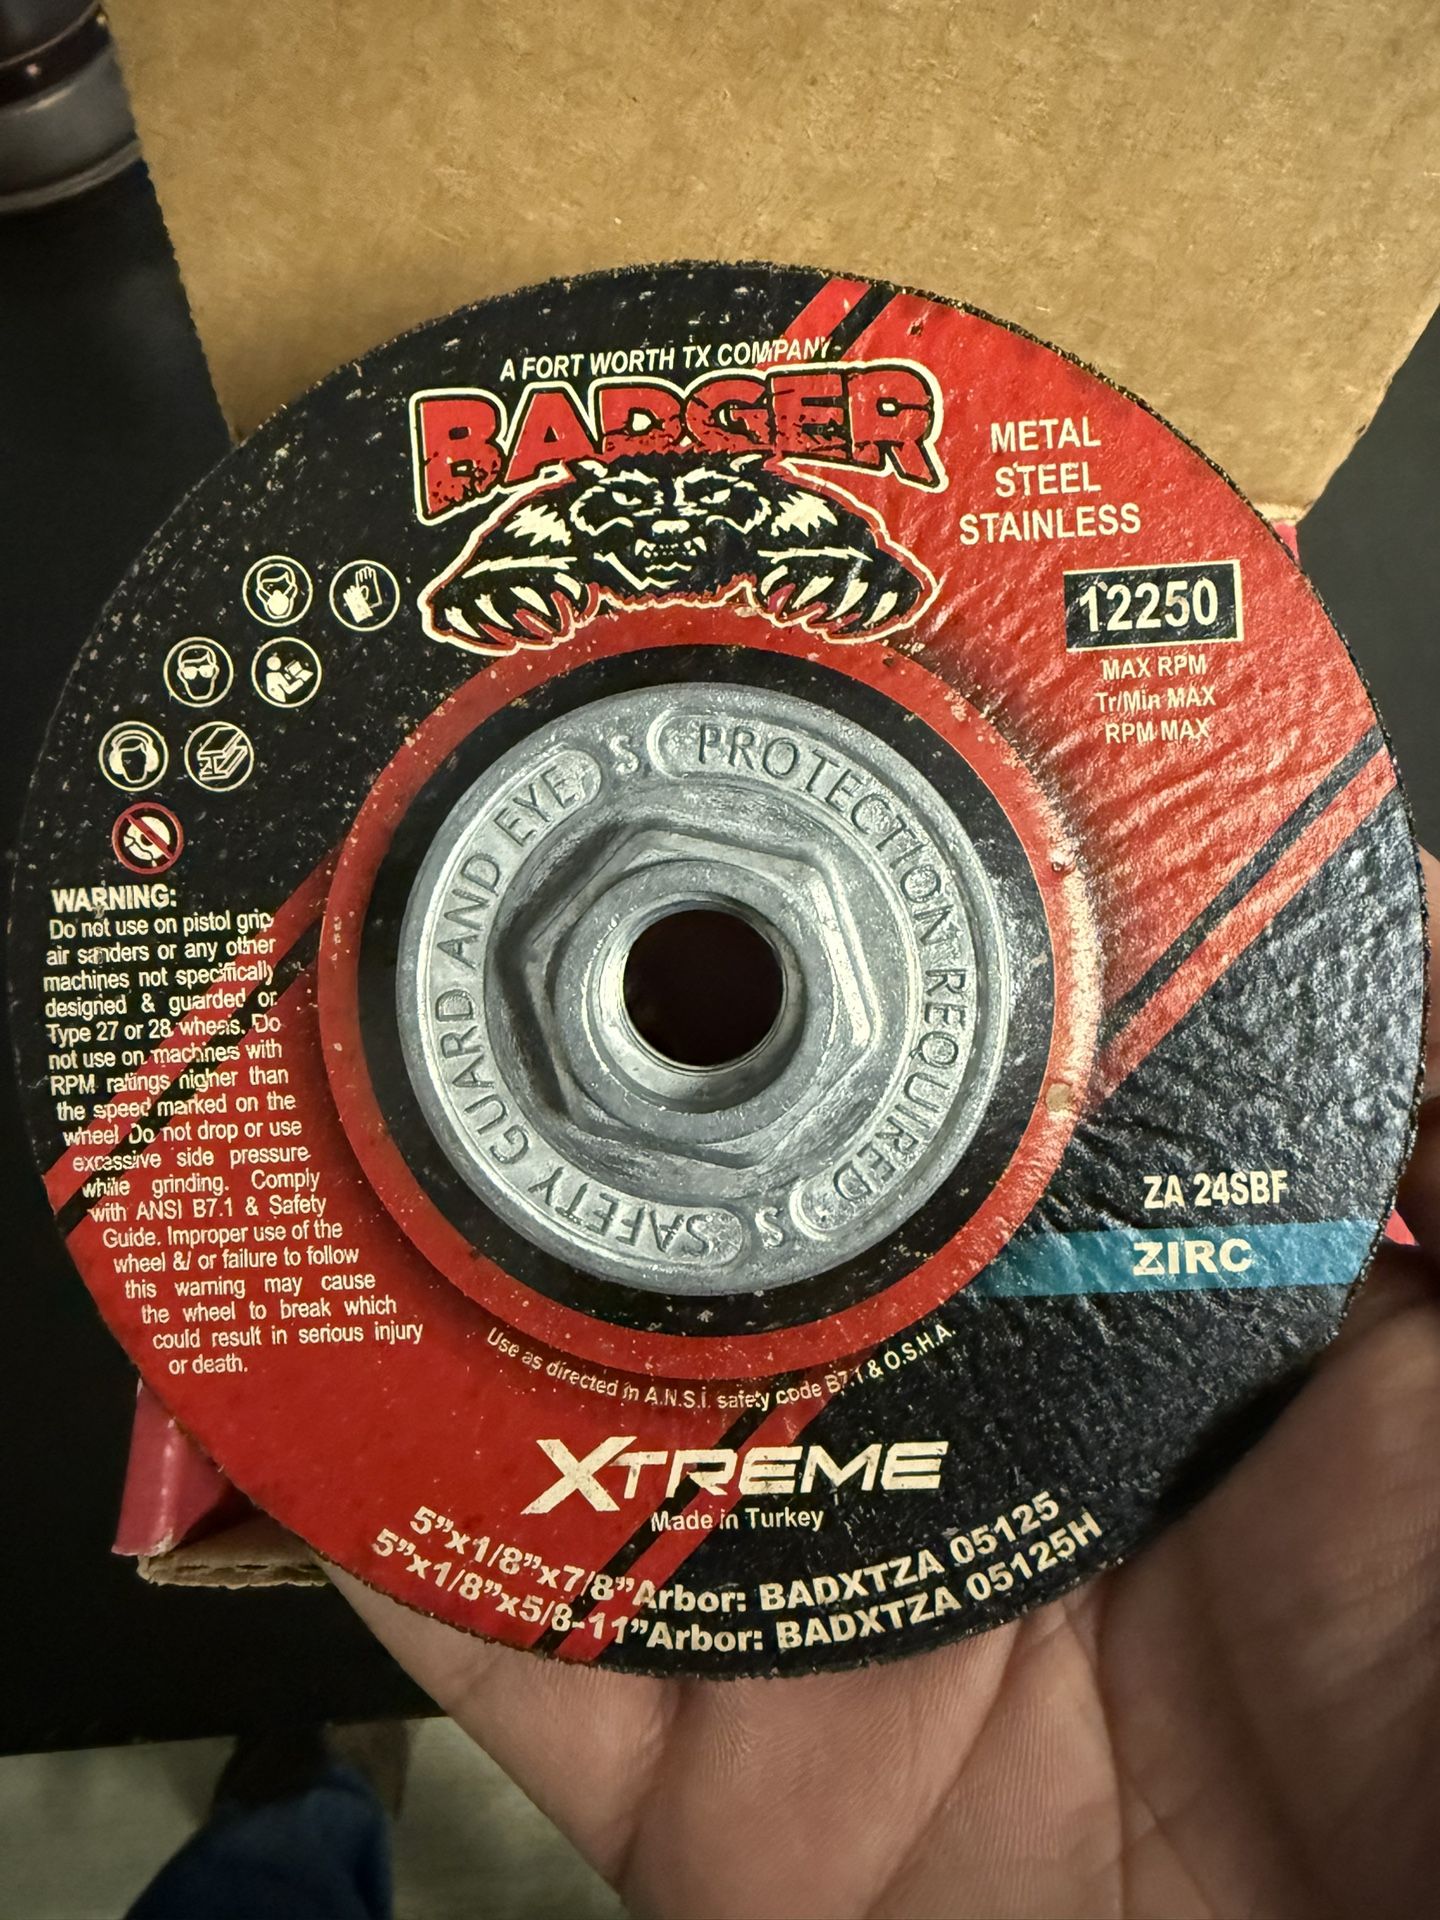 A FORT WORTH TX COMPANY
BADGER
METAL
STEEL
STAINLESS
12250
MAX RPM
Tr/Min MAX
RPM MAX
SAFETY GUARD AND EYE
PROTECTION REQUIRED
S
S
WARNING:
Do not use on pistol grip
air sanders or any other
machines not specifically
designed & guarded or
Type 27 or 28 wheas. Do
not use on machines with
RPM ratings higher than
the speed marked on the
wheel Do not drop or use
excassive side pressure
while grinding. Comply
with ANSI B7.1 & Safety
Guide. Improper use of the
wheel &/ or failure to follow
this warning may cause
the wheel to break which
could result in serious injury
or death.
ZA 24SBF
ZIRC
Use as directed in A.N.S.I. safety code B7.1 & O.S.H.A.
XTREME
Made in Turkey
5”x1/8”x7/8”Arbor: BADXTZA 05125
5”x1/8”x5/8-11”Arbor: BADXTZA 05125H